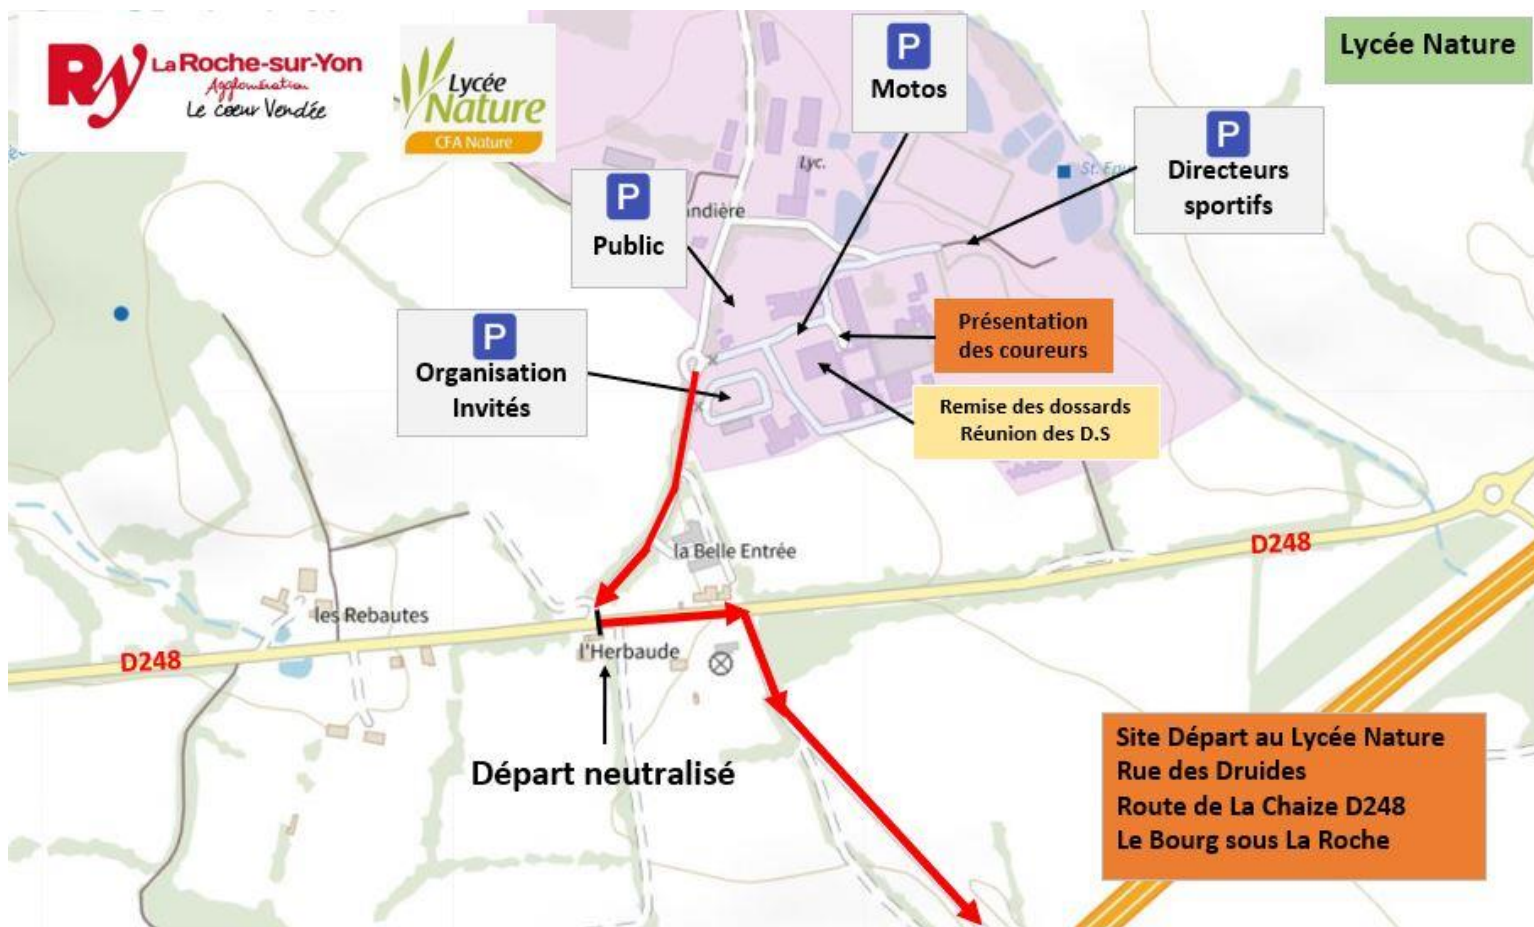 Ry
La Roche-sur-Yon
Agglomération
Le cœur Vendée
Lycée
Nature
CFA Nature
P
Motos
Lycée Nature
P
Directeurs
sportifs
Lyc.
P
Public
andière
P
Organisation
Invités
Présentation
des coureurs
Remise des dossards
Réunion des D.S
D248
la Belle Entrée
les Rebautes
D248
l'Herbaude
Départ neutralisé
Site Départ au Lycée Nature
Rue des Druides
Route de La Chaize D248
Le Bourg sous La Roche